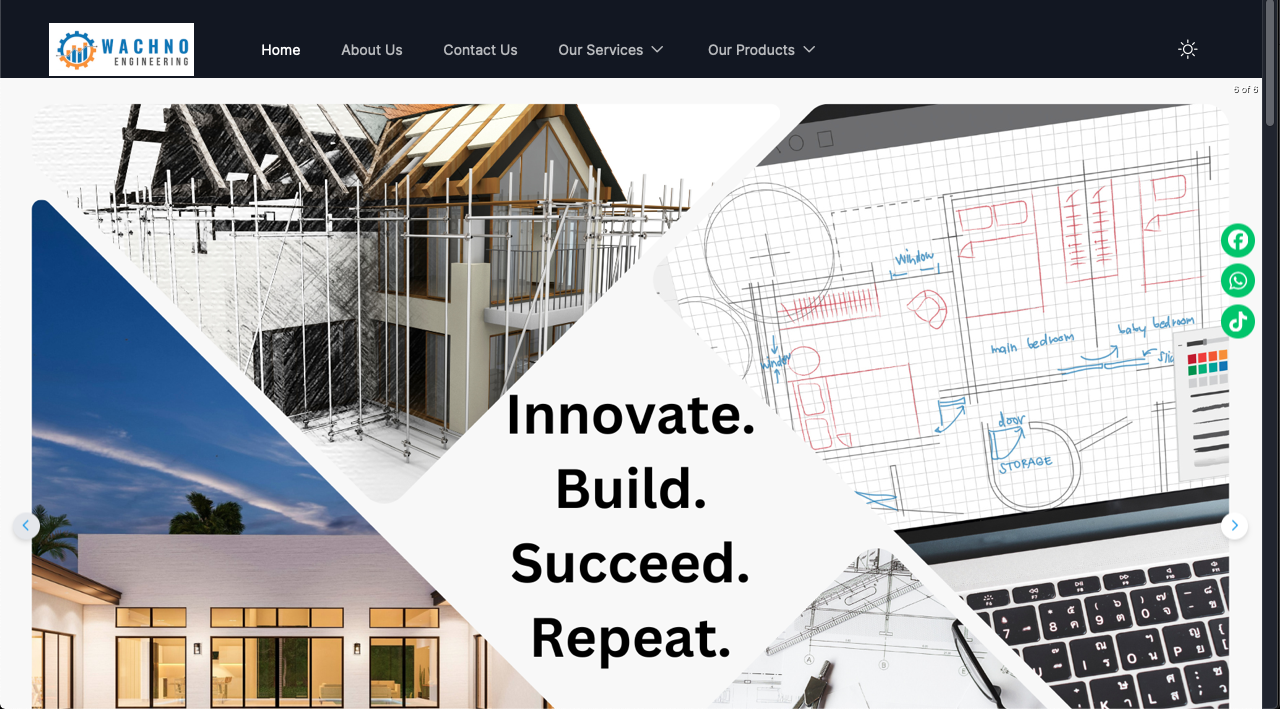 WACHNO
ENGINEERING
Home
About Us
Contact Us
Our Services
Our Products
6 of 6
Window
window
main bedroom
baby bedroom
door
STORAGE
Innovate.
Build.
Succeed.
Repeat.